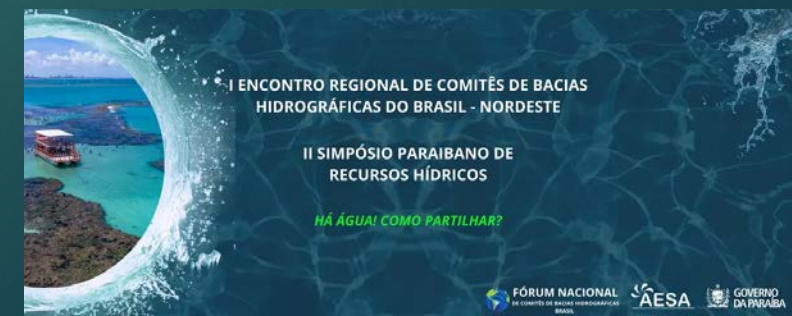 I ENCONTRO REGIONAL DE COMITÊS DE BACIAS
HIDROGRÁFICAS DO BRASIL - NORDESTE
II SIMPÓSIO PARAIBANO DE
RECURSOS HÍDRICOS
HÁ ÁGUA! COMO PARTILHAR?
FÓRUM NACIONAL
DE COMITÊS DE BACIAS HIDROGRÁFICAS
BRASIL
AESA
GOVERNO
DA PARAÍBA